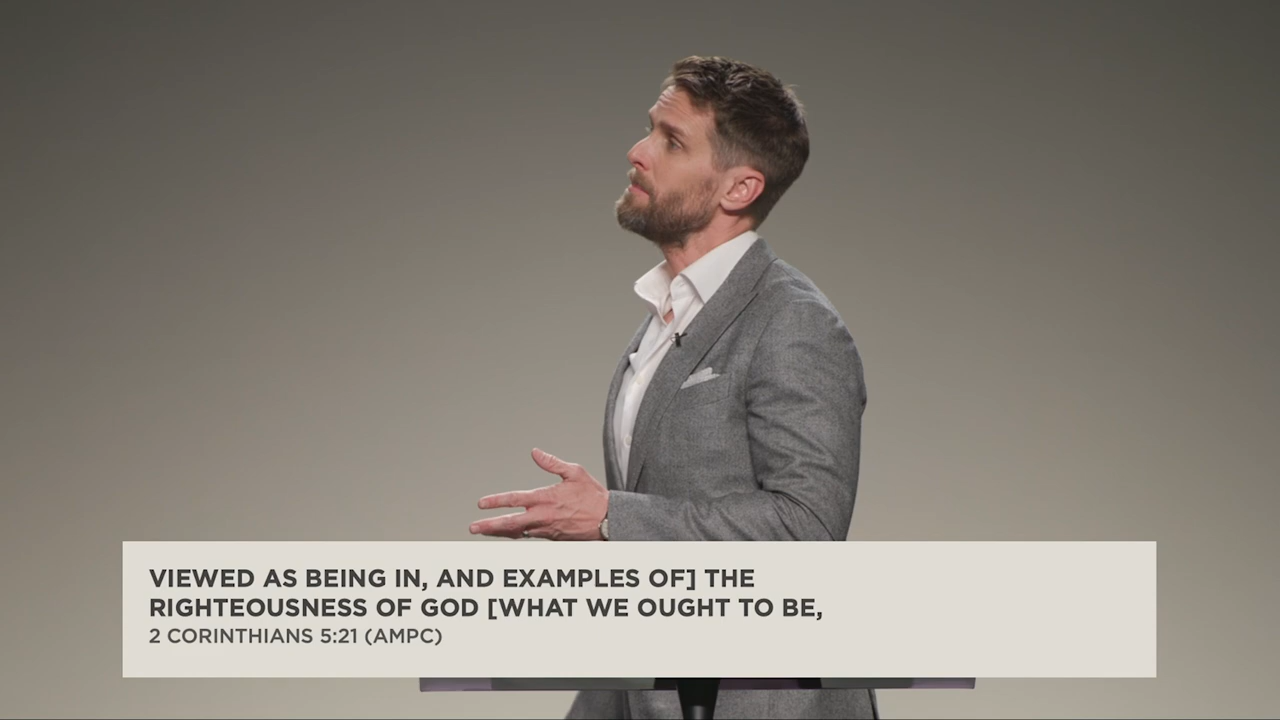 VIEWED AS BEING IN, AND EXAMPLES OF] THE
RIGHTEOUSNESS OF GOD [WHAT WE OUGHT TO BE,
2 CORINTHIANS 5:21 (AMPC)